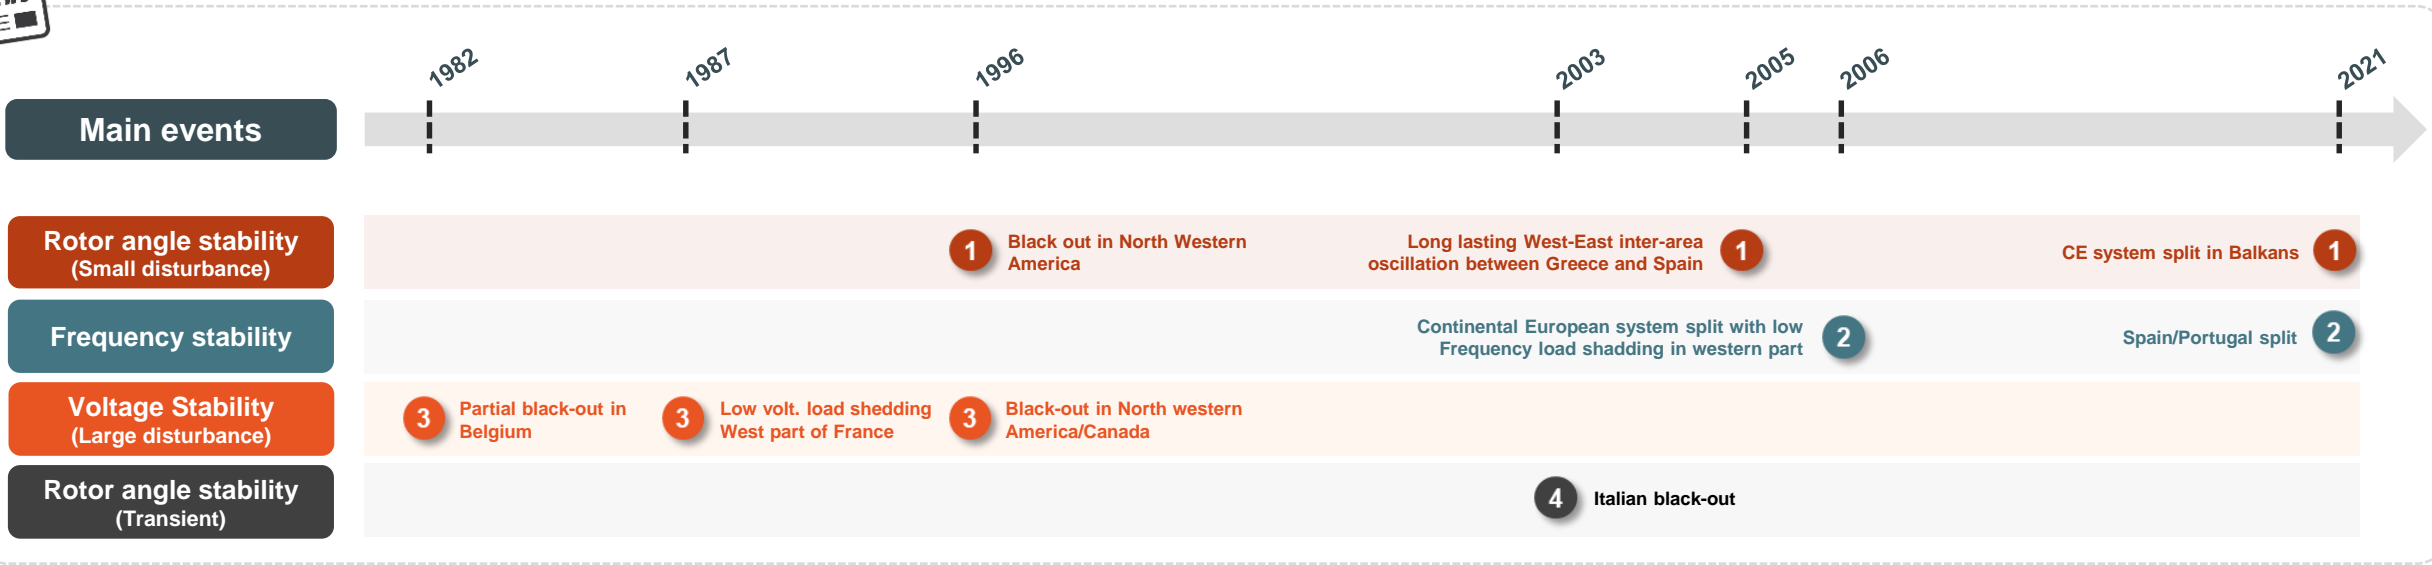 1982
1987
1996
2003
2005
2006
2021
Main events
Rotor angle stability
(Small disturbance)
1
Black out in North Western
America
Long lasting West-East inter-area
oscillation between Greece and Spain
1
CE system split in Balkans
1
Frequency stability
Continental European system split with low
Frequency load shadding in western part
2
Spain/Portugal split
2
Voltage Stability
(Large disturbance)
3
Partial black-out in
Belgium
3
Low volt. load shedding
West part of France
3
Black-out in North western
America/Canada
Rotor angle stability
(Transient)
4
Italian black-out